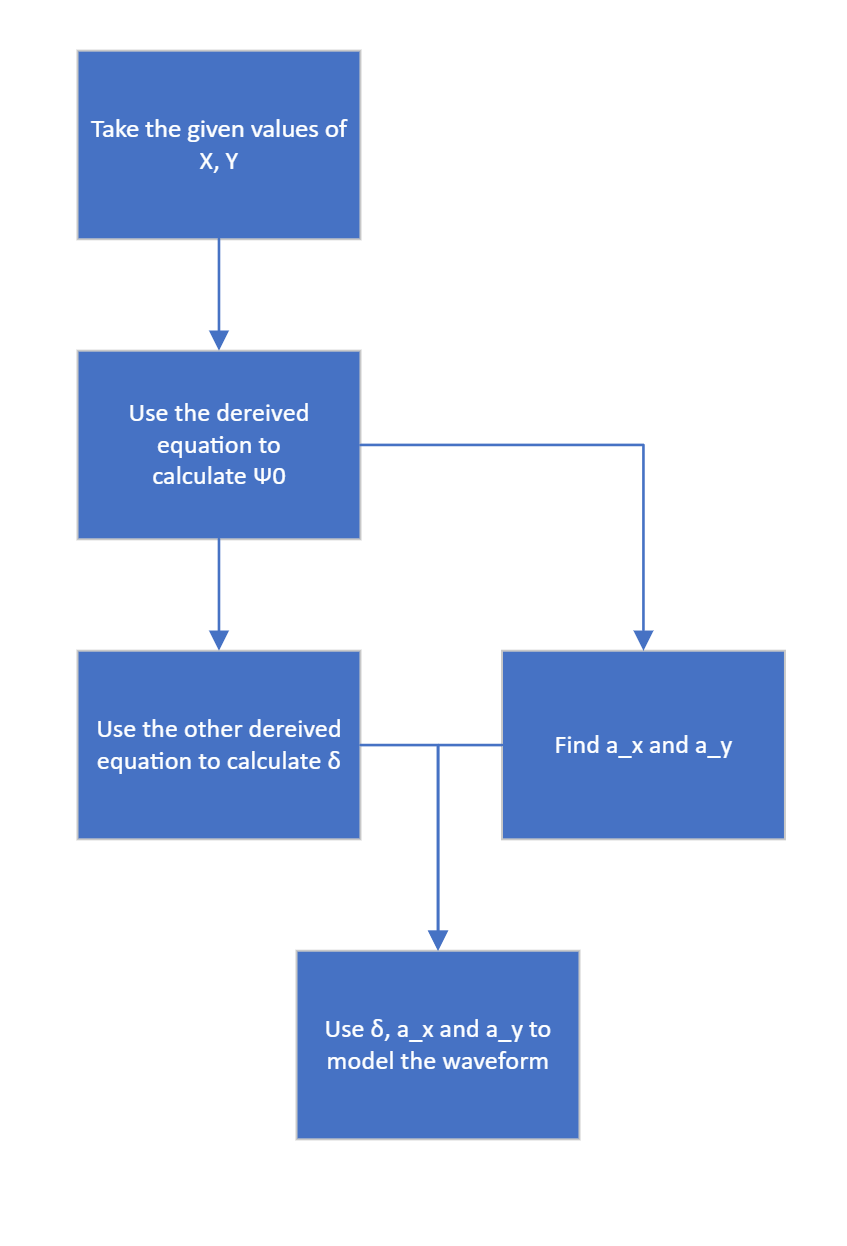 Take the given values of
X, Y
Use the dereived
equation to
calculate Ψ0
Use the other dereived
equation to calculate δ
Find a_x and a_y
Use δ, a_x and a_y to
model the waveform